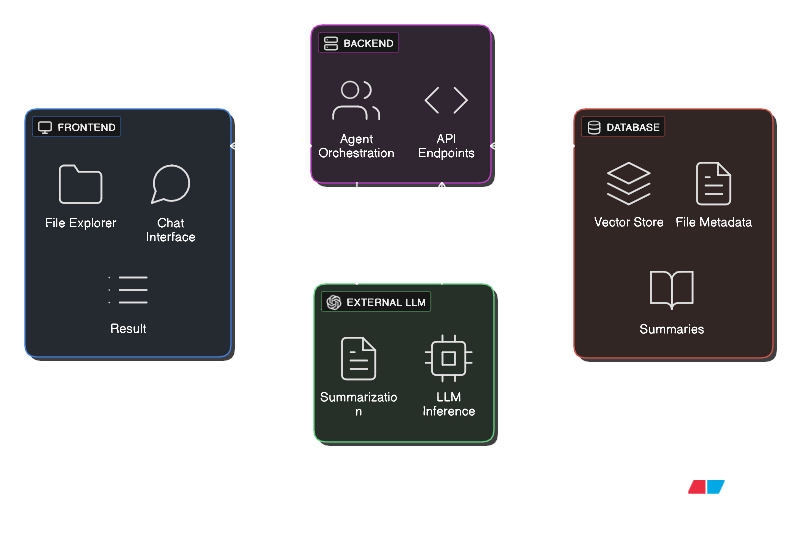 BACKEND
Agent
Orchestration
API
Endpoints
FRONTEND
File Explorer
Chat
Interface
Result
DATABASE
Vector Store
File Metadata
Summaries
EXTERNAL LLM
Summarizatio
n
LLM
Inference